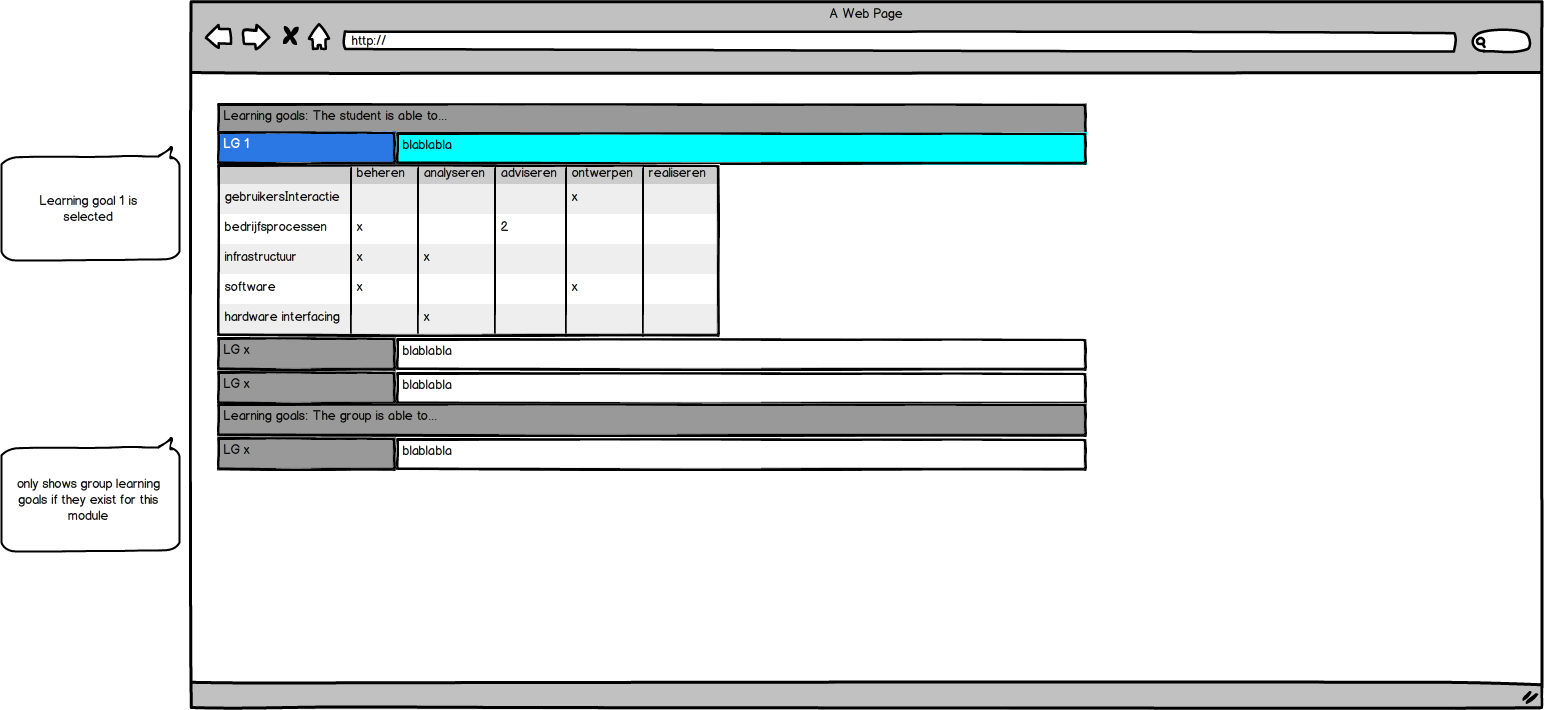 A Web Page
http://
Learning goals: The student is able to...
LG 1 blablabla
Learning goal 1 is
selected
beheren analyseren adviseren ontwerpen realiseren
gebruikersInteractie x
bedrijfsprocessen x 2
infrastructuur x x
software x x
hardware interfacing x
LG x blablabla
LG x blablabla
Learning goals: The group is able to...
LG x blablabla
only shows group learning
goals if they exist for this
module